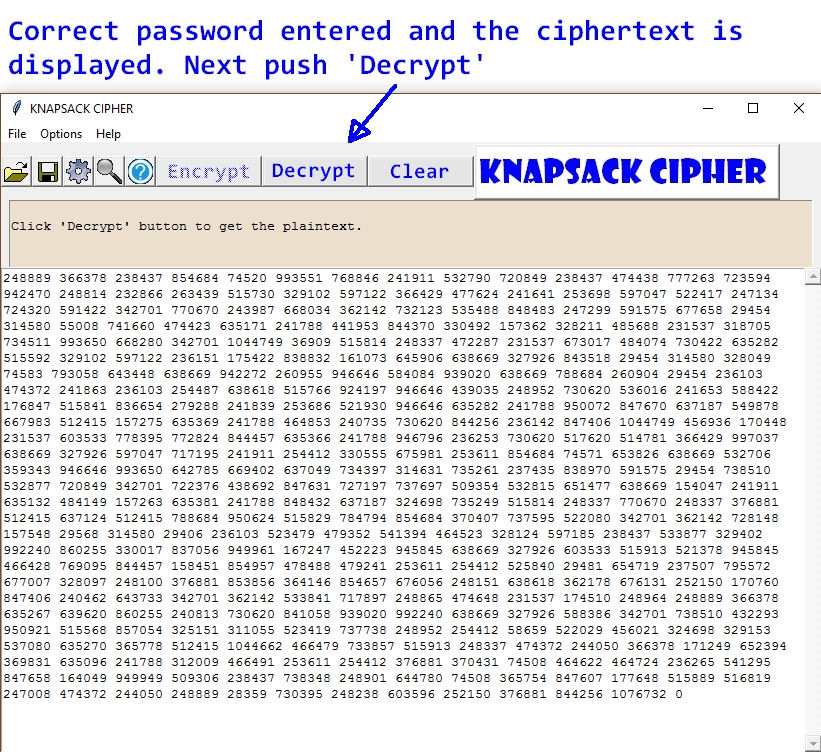 Correct password entered and the ciphertext is
displayed. Next push 'Decrypt'
KNAPSACK CIPHER
File Options Help
Encrypt Decrypt Clear KNAPSACK CIPHER
Click 'Decrypt' button to get the plaintext.
248889 366378 238437 854684 74520 993551 768846 241911 532790 720849 238437 474438 777263 723594
942470 248814 232866 263439 515730 329102 597122 366429 477624 241641 253698 597047 522417 247134
724320 591422 342701 770670 243987 668034 362142 732123 535488 848483 247299 591575 677658 29454
314580 55008 741660 474423 635171 241788 441953 844370 330492 157362 328211 485688 231537 318705
734511 993650 668280 342701 1044749 36909 515814 248337 472287 231537 673017 484074 730422 635282
515592 329102 597122 236151 175422 838832 161073 645906 638669 327926 843518 29454 314580 328049
74583 793058 643448 638669 942272 260955 946646 584084 939020 638669 788684 260904 29454 236103
474372 241863 236103 254487 638618 515766 924197 946646 439035 248952 730620 536016 241653 588422
176847 515841 836654 279288 241839 253686 521930 946646 635282 241788 950072 847670 637187 549878
667983 512415 157275 635369 241788 464853 240735 730620 844256 236142 847406 1044749 456936 170448
231537 603533 778395 772824 844457 635366 241788 946796 236253 730620 517620 514781 366429 997037
638669 327926 597047 717195 241911 254412 330555 675981 253611 854684 74571 653826 638669 532706
359343 946646 993650 642785 669402 637049 734397 314631 735261 237435 838970 591575 29454 738510
532877 720849 342701 722376 438692 847631 727197 737697 509354 532815 651477 638669 154047 241911
635132 484149 157263 635381 241788 848432 637187 324698 735249 515814 248337 770670 248337 376881
512415 637124 512415 788684 950624 515829 784794 854684 370407 737595 522080 342701 362142 728148
157548 29568 314580 29406 236103 523479 479352 541394 464523 328124 597185 238437 533877 329402
992240 860255 330017 837056 949961 167247 452223 945845 638669 327926 603533 515913 521378 945845
466428 769095 844457 158451 854957 478488 479241 253611 254412 525840 29481 654719 237507 795572
677007 328097 248100 376881 853856 364146 854657 676056 248151 638618 362178 676131 252150 170760
847406 240462 643733 342701 362142 533841 717897 248865 474648 231537 174510 248964 248889 366378
635267 639620 860255 240813 730620 841058 939020 992240 638669 327926 588386 342701 738510 432293
950921 515568 857054 325151 311055 523419 737738 248952 254412 58659 522029 456021 324698 329153
537080 635270 365778 512415 1044662 466479 733857 515913 248337 474372 244050 366378 171249 652394
369831 635096 241788 312009 466491 253611 254412 376881 370431 74508 464622 464724 236265 541295
847658 164049 949949 509306 238437 738348 248901 644780 74508 365754 847607 177648 515889 516819
247008 474372 244050 248889 28359 730395 248238 603596 252150 376881 844256 1076732 0